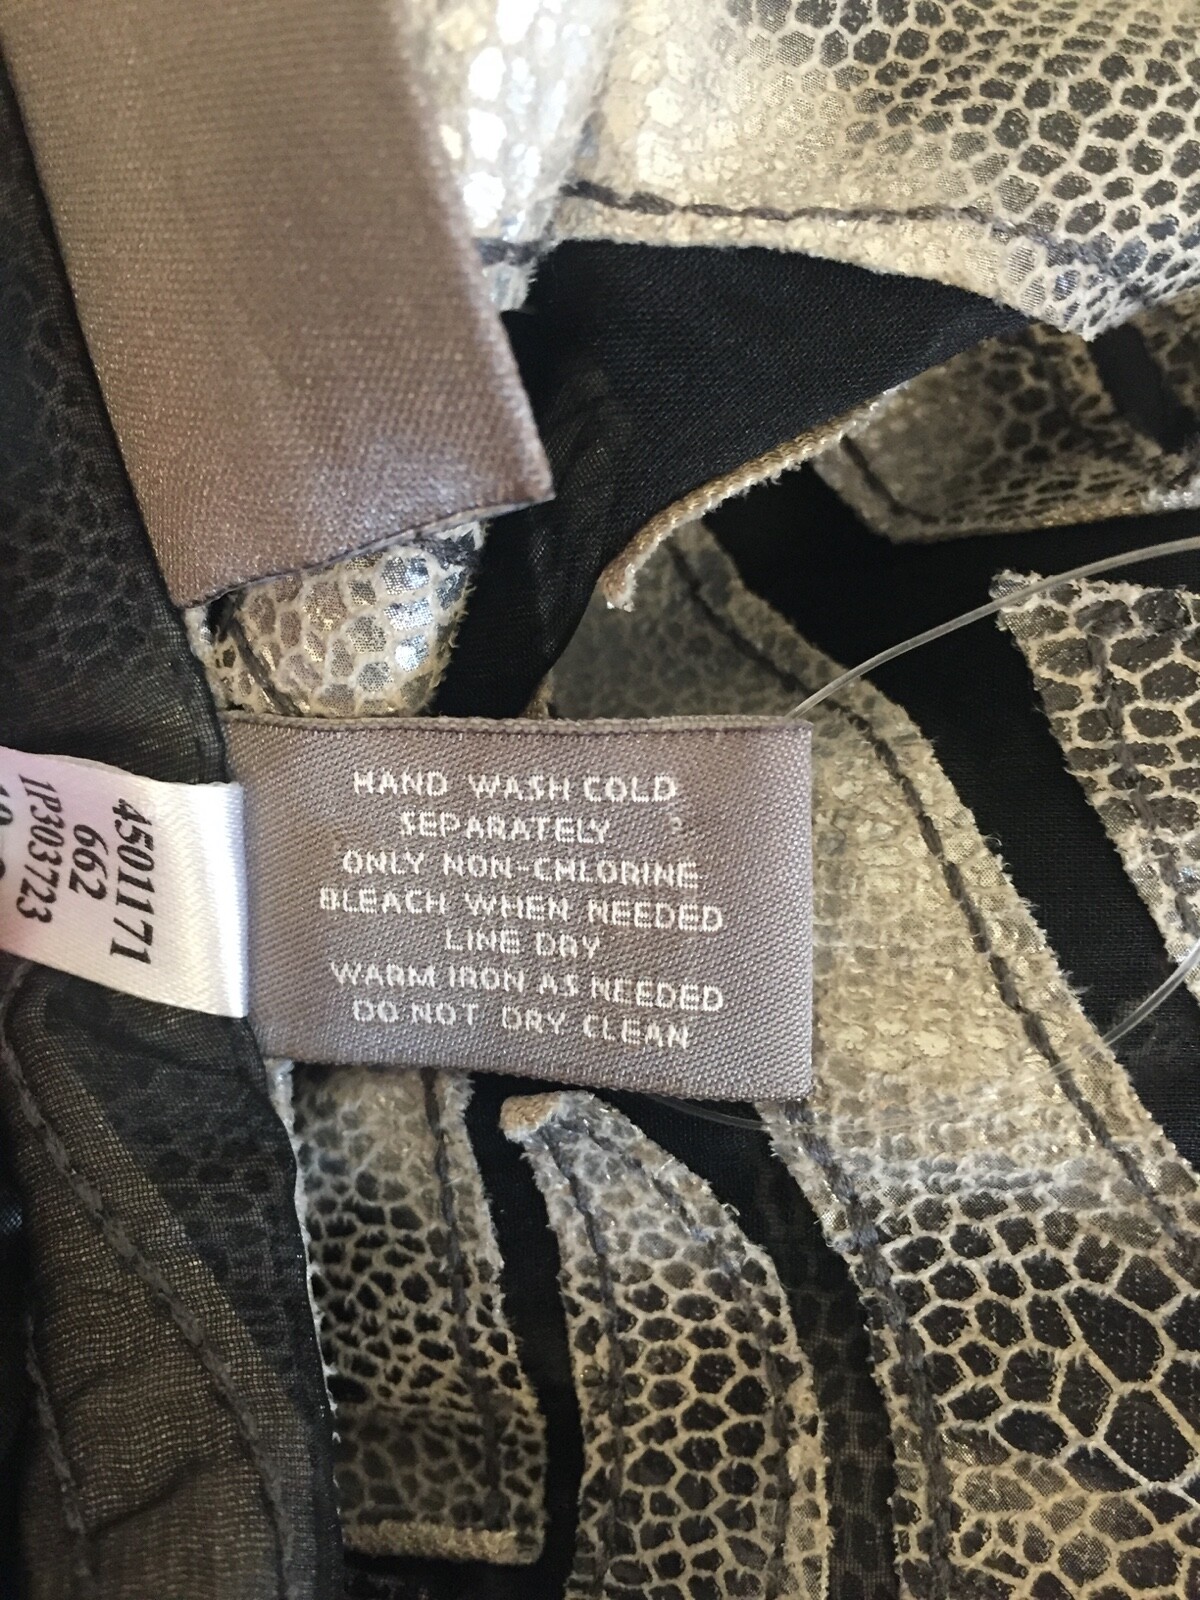 HAND WASH COLD
SEPARATELY
ONLY NON-CHLORINE
BLEACH WHEN NEEDED
LINE DRY
WARM IRON AS NEEDED
DO NOT DRY CLEAN
4501171
662
1P303723